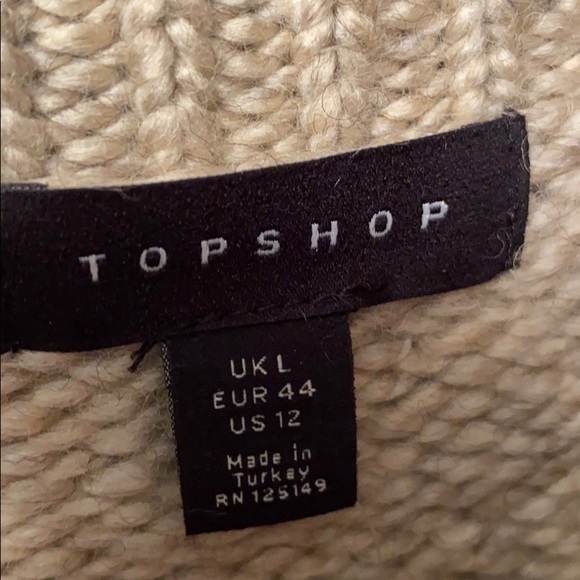 TOPSHOP
UK L
EUR 44
US 12
Made in
Turkey
RN 125149